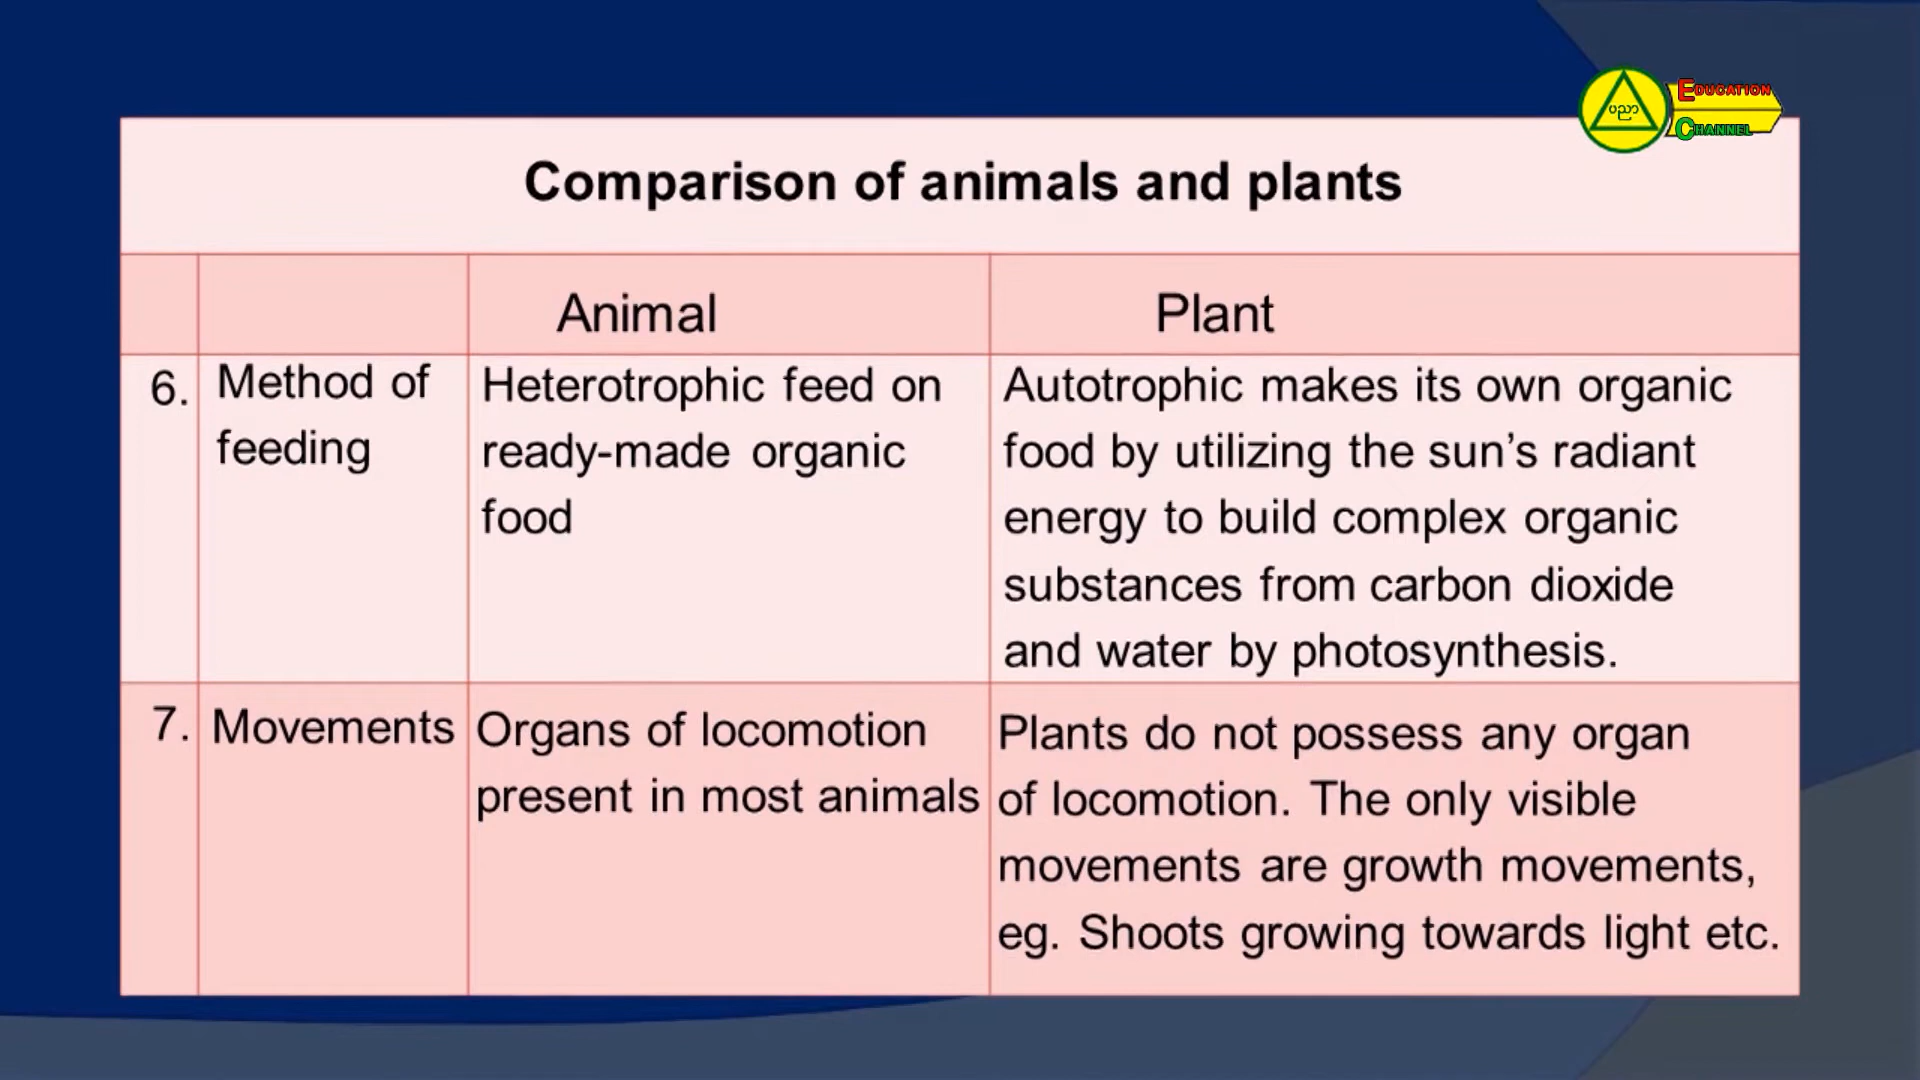 ပညာ
EDUCATION
CHANNEL
Comparison of animals and plants
Animal
Plant
6.
Method of
feeding
Heterotrophic feed on
ready-made organic
food
Autotrophic makes its own organic
food by utilizing the sun’s radiant
energy to build complex organic
substances from carbon dioxide
and water by photosynthesis.
7.
Movements
Organs of locomotion
present in most animals
Plants do not possess any organ
of locomotion. The only visible
movements are growth movements,
eg. Shoots growing towards light etc.